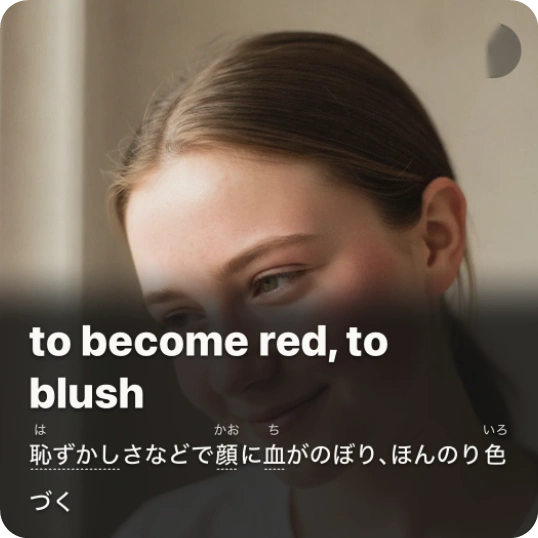 to become red, to
blush
恥ずかしさなどで顔に血がのぼり、ほんのり色
づく
は かお ち いろ